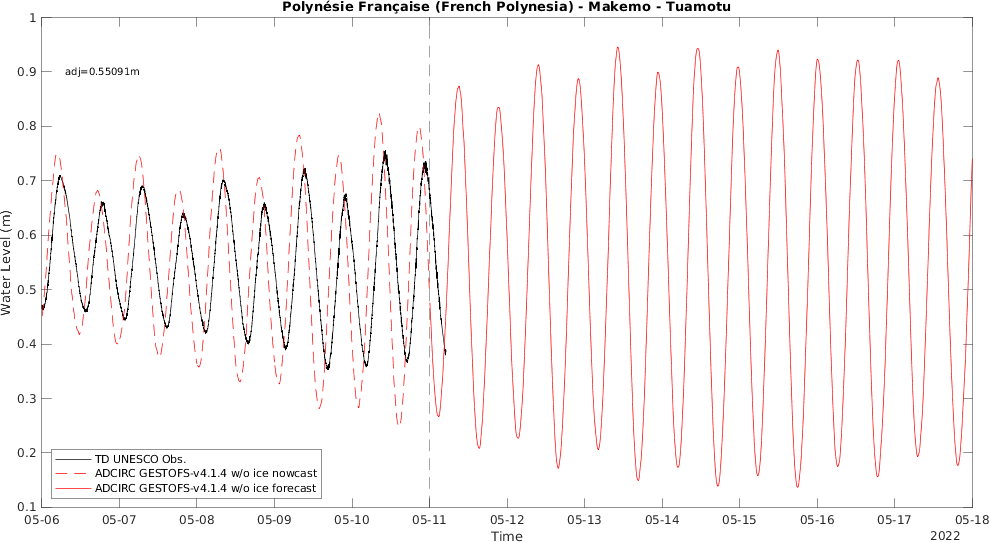 Polynésie Française (French Polynesia) - Makemo - Tuamotu
1
0.9
0.8
0.7
0.6
0.5
0.4
0.3
0.2
0.1
Water Level (m)
adj=0.55091m
TD UNESCO Obs.
ADCIRC GESTOFS-v4.1.4 w/o ice nowcast
ADCIRC GESTOFS-v4.1.4 w/o ice forecast
05-06 05-07 05-08 05-09 05-10 05-11 05-12 05-13 05-14 05-15 05-16 05-17 05-18
Time
2022